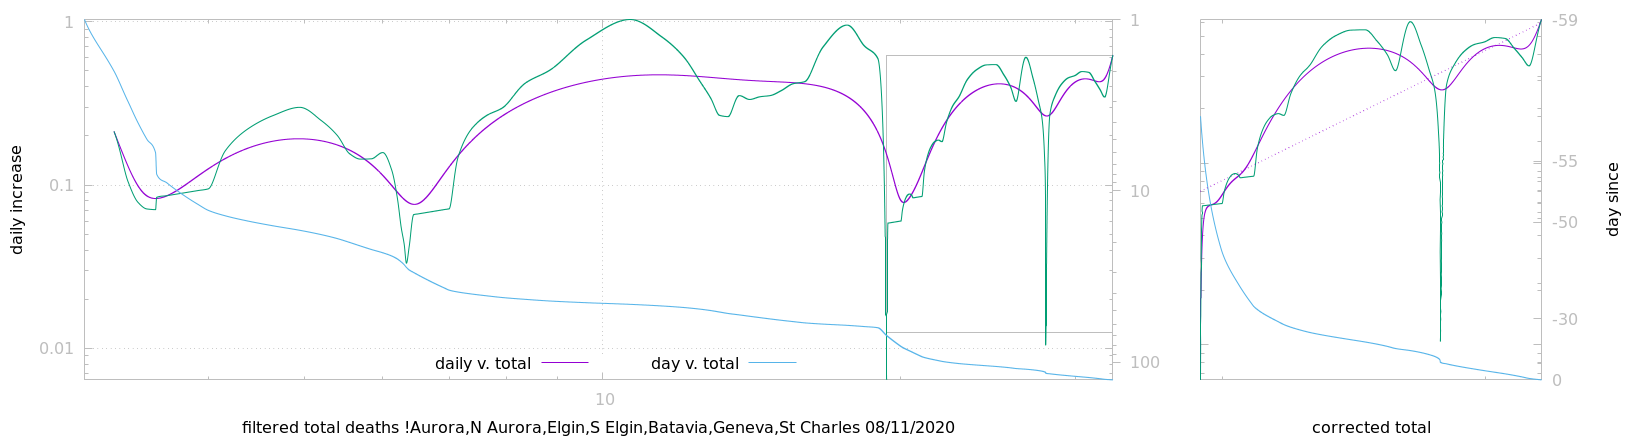 1
0.1
0.01
daily increase
daily v. total
day v. total
10
1
10
100
filtered total deaths !Aurora,N Aurora,Elgin,S Elgin,Batavia,Geneva,St Charles 08/11/2020
-59
-55
-50
-30
0
day since
corrected total